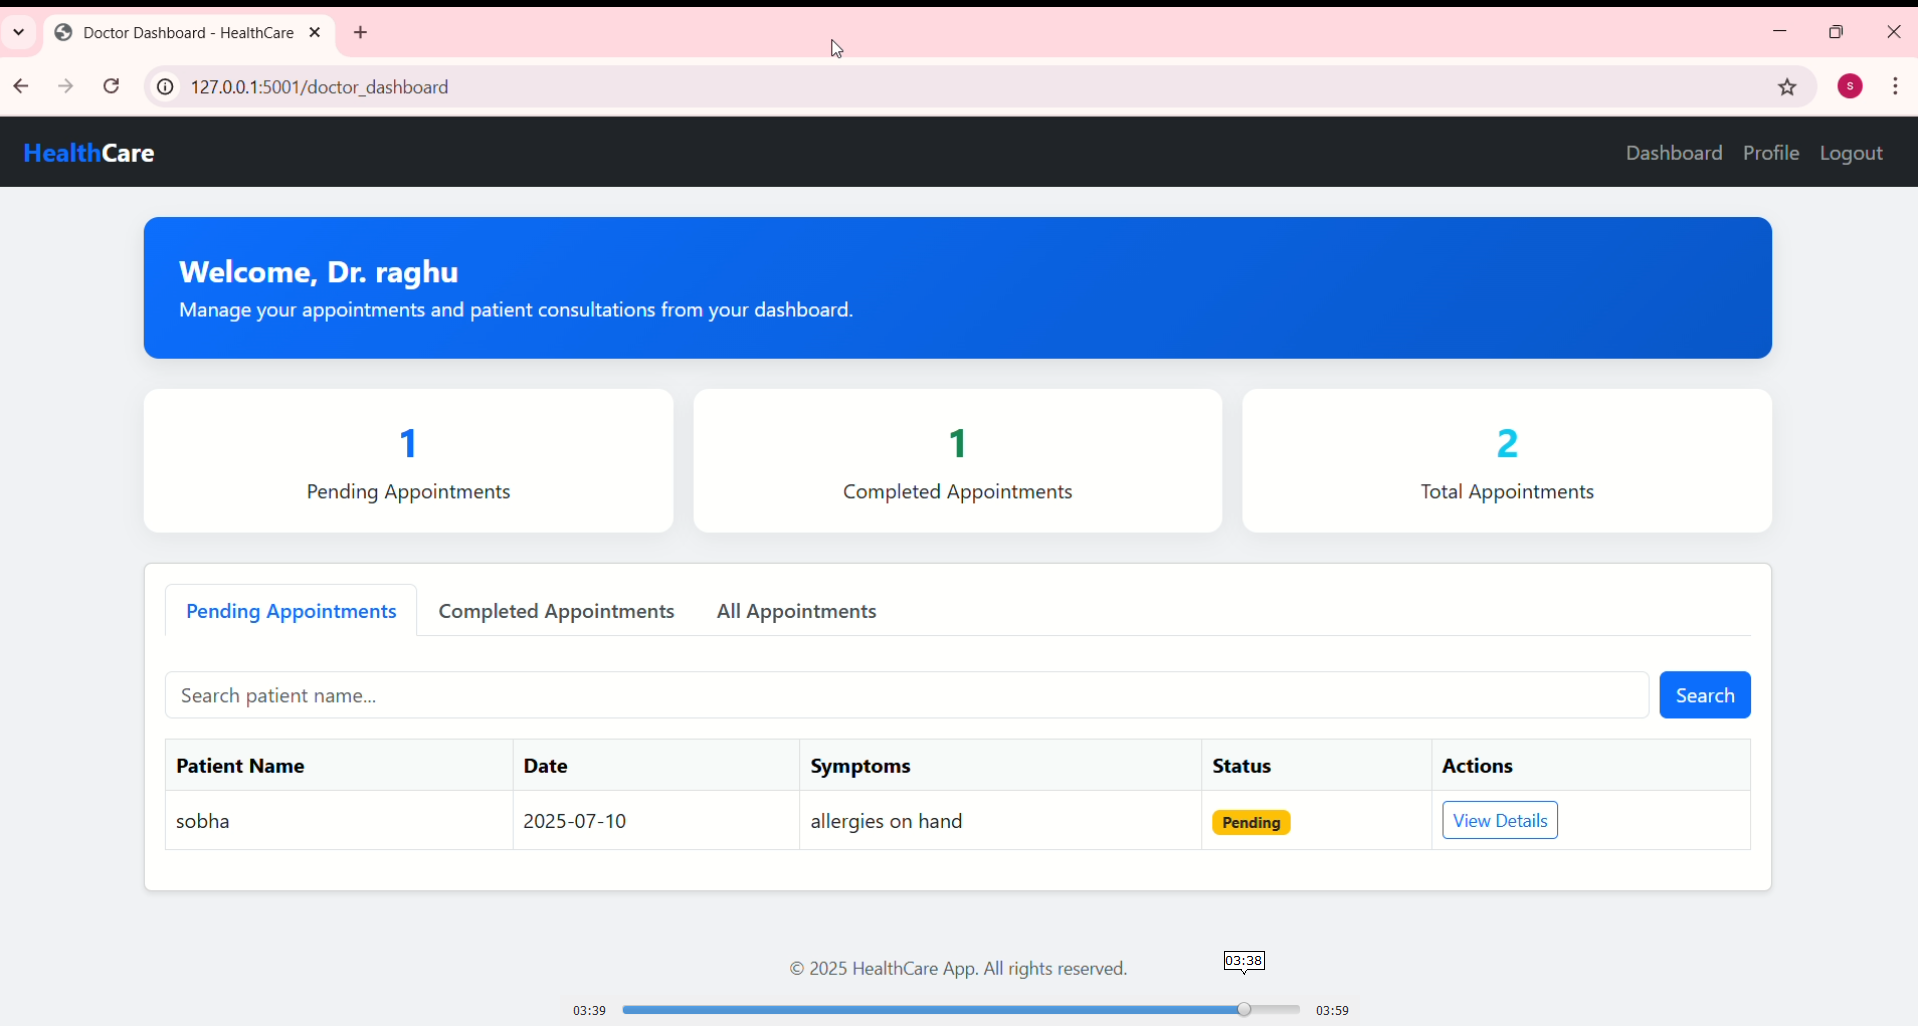 Doctor Dashboard - HealthCare
127.0.0.1:5001/doctor_dashboard
S
HealthCare
Dashboard Profile Logout
Welcome, Dr. raghu
Manage your appointments and patient consultations from your dashboard.
1 1 2
Pending Appointments Completed Appointments Total Appointments
Pending Appointments Completed Appointments All Appointments
Search patient name... Search
Patient Name Date Symptoms Status Actions
sobha 2025-07-10 allergies on hand Pending View Details
© 2025 HealthCare App. All rights reserved.
03:38
03:39 03:59